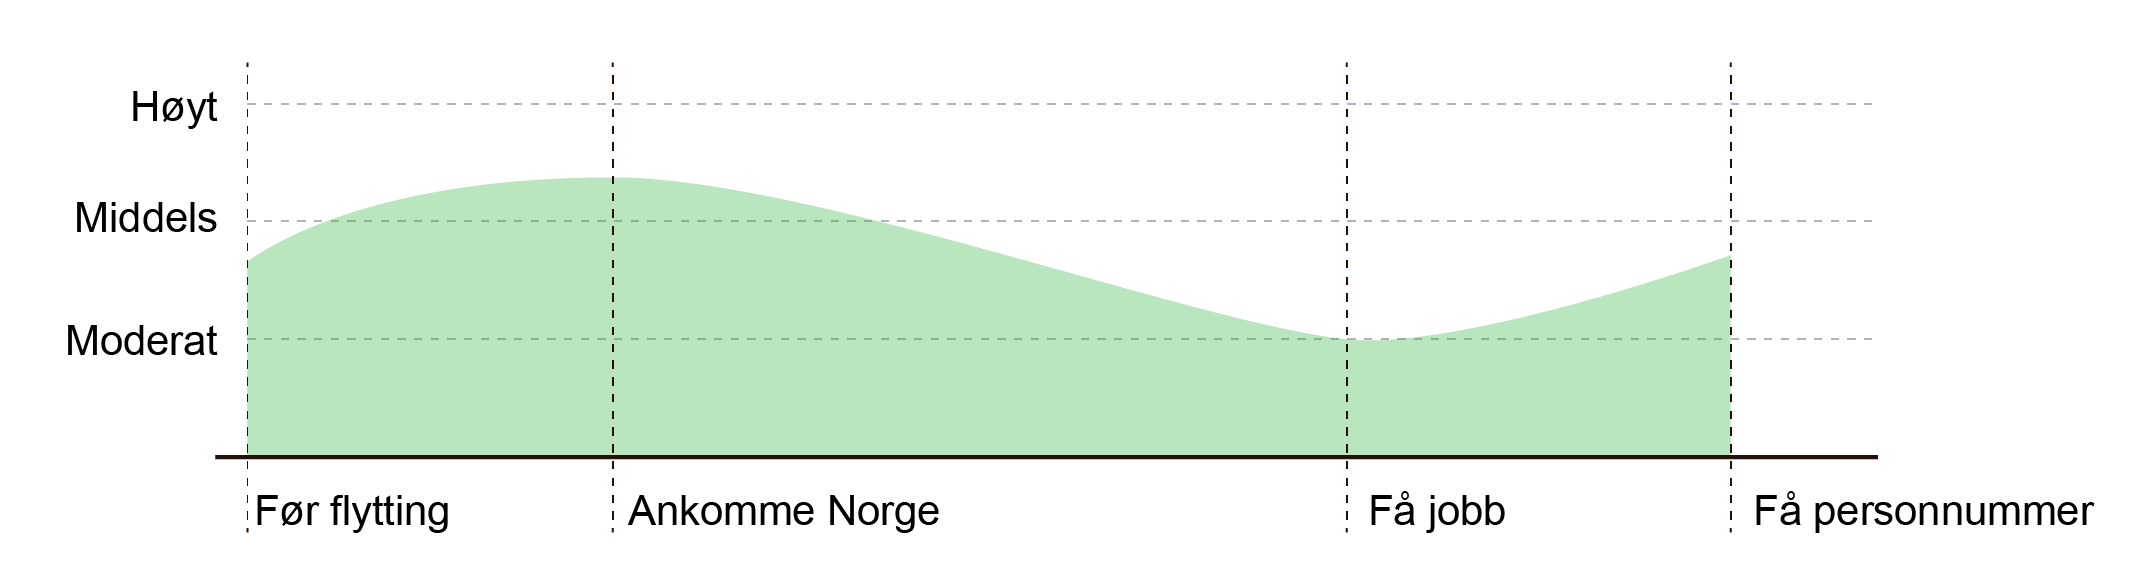 Høyt
Middels
Moderat
Før flytting
Ankomme Norge
Få jobb
Få personnummer